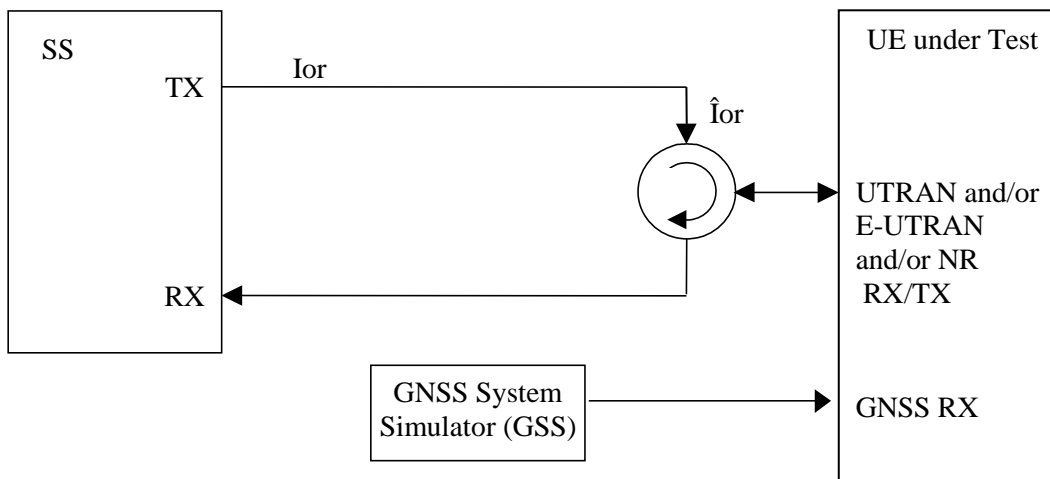 SS
TX
Ior
Îor
RX
UE under Test
UTRAN and/or
E-UTRAN
and/or NR
RX/TX
GNSS System
Simulator (GSS)
GNSS RX